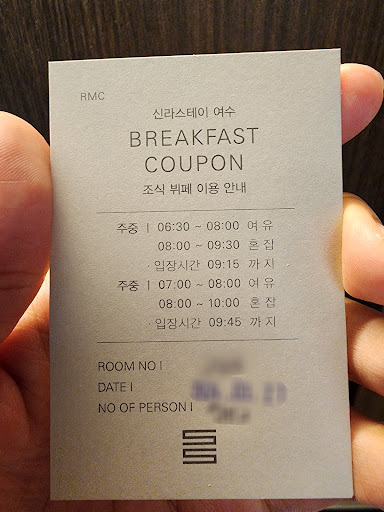 RMC
신라스테이 여수
BREAKFAST
COUPON
조식 뷔페 이용 안내
주중 | 06:30 ~ 08:00 여유
08:00 ~ 09:30 혼잡
· 입장시간 09:15 까지
주중 | 07:00 ~ 08:00 여유
08:00 ~ 10:00 혼잡
· 입장시간 09:45 까지
ROOM NO |
DATE |
NO OF PERSON |